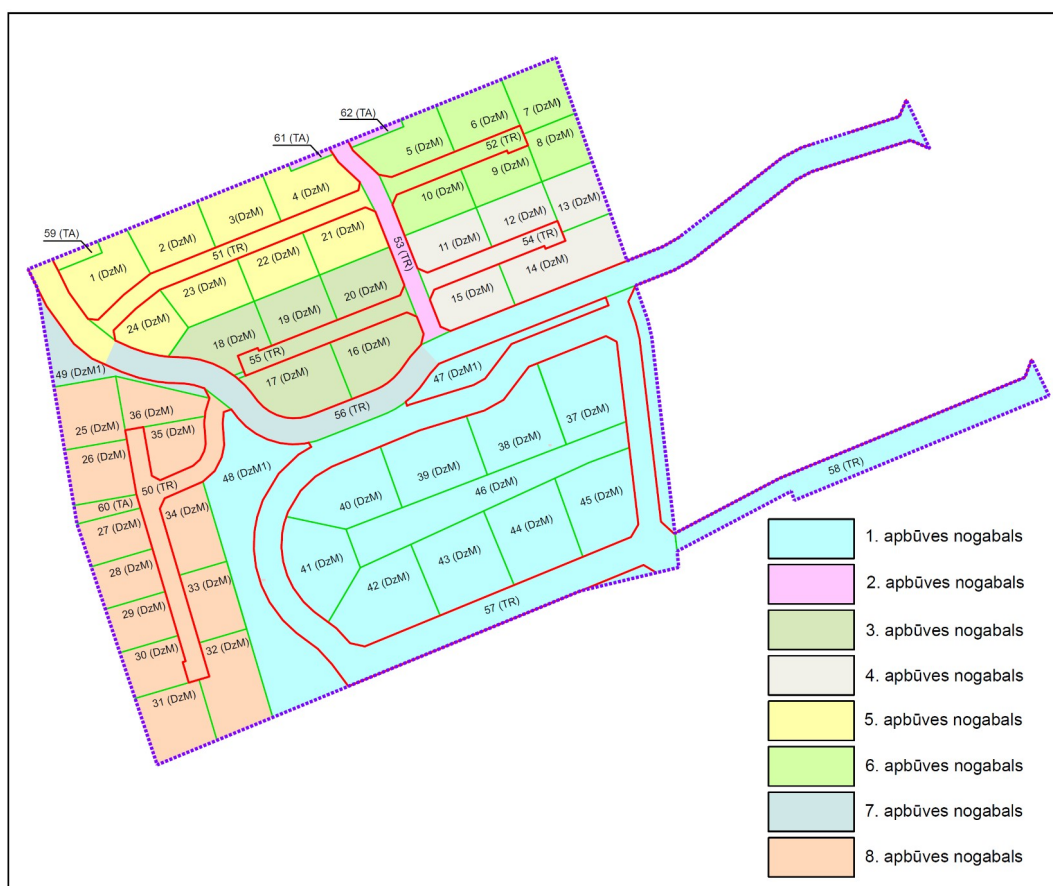 62 (TA)
61 (TA)
59 (TA)
7 (DzM)
6 (DzM)
5 (DzM)
52 (TR)
8 (DzM)
9 (DzM)
10 (DzM)
4 (DzM)
3(DzM)
2 (DzM)
1 (DzM)
51 (TR)
21 (DzM)
22 (DzM)
23 (DzM)
24 (DzM)
53 (TR)
13 (DzM)
12 (DzM)
11 (DzM)
54 (TR)
14 (DzM)
15 (DzM)
20 (DzM)
19 (DzM)
18 (DzM)
55 (TR)
16 (DzM)
17 (DzM)
56 (TR)
47 (DzM1)
49 (DzM1)
36 (DzM)
25 (DzM)
35 (DzM)
26 (DzM)
50 (TR)
60 (TA)
48 (DzM1)
34 (DzM)
27 (DzM)
28 (DzM)
33 (DzM)
29 (DzM)
30 (DzM)
32 (DzM)
31 (DzM)
37 (DzM)
38 (DzM)
39 (DzM)
40 (DzM)
46 (DzM)
45 (DzM)
44 (DzM)
43 (DzM)
42 (DzM)
41 (DzM)
57 (TR)
58 (TR)
1. apbūves nogabals
2. apbūves nogabals
3. apbūves nogabals
4. apbūves nogabals
5. apbūves nogabals
6. apbūves nogabals
7. apbūves nogabals
8. apbūves nogabals